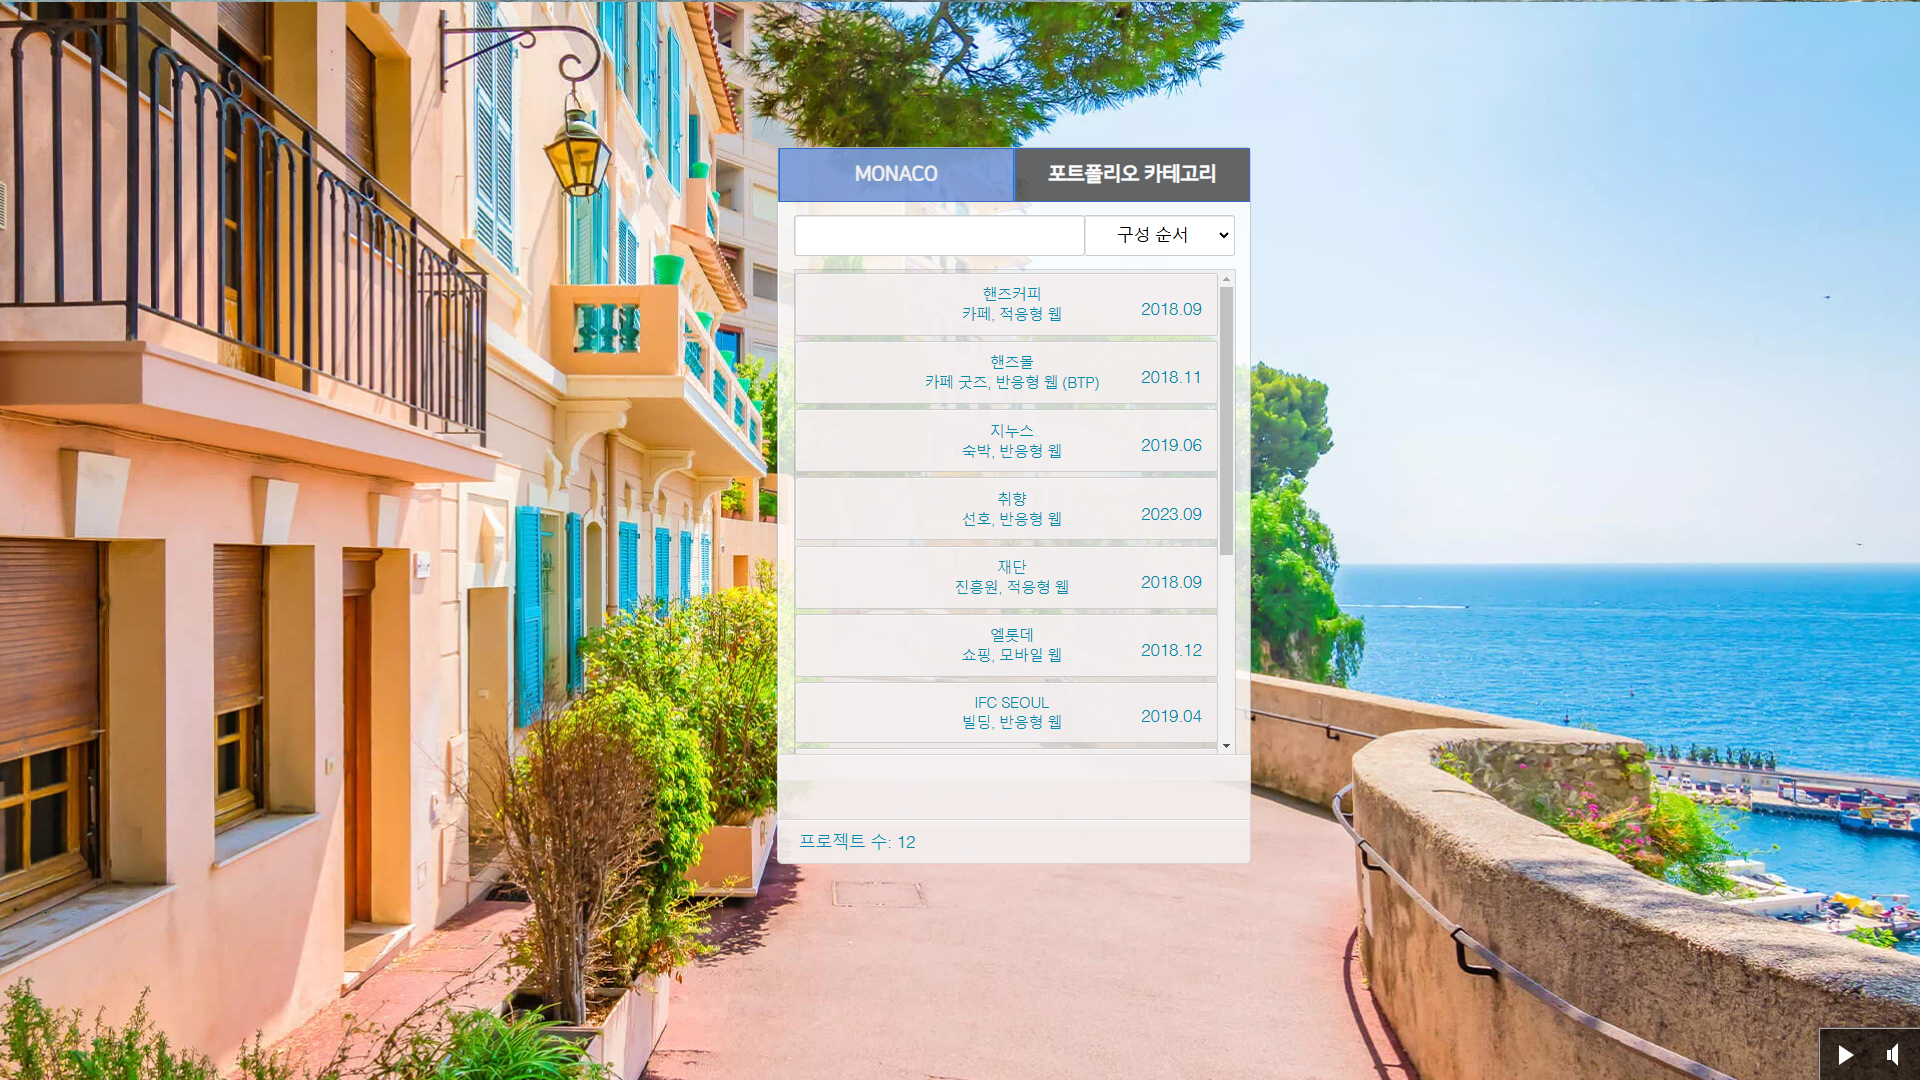 MONACO
포트폴리오 카테고리
구성 순서
핸즈커피
카페, 적응형 웹
2018.09
핸즈몰
카페 굿즈, 반응형 웹 (BTP)
2018.11
지누스
숙박, 반응형 웹
2019.06
취향
선호, 반응형 웹
2023.09
재단
진흥원, 적응형 웹
2018.09
엘롯데
쇼핑, 모바일 웹
2018.12
IFC SEOUL
빌딩, 반응형 웹
2019.04
프로젝트 수: 12